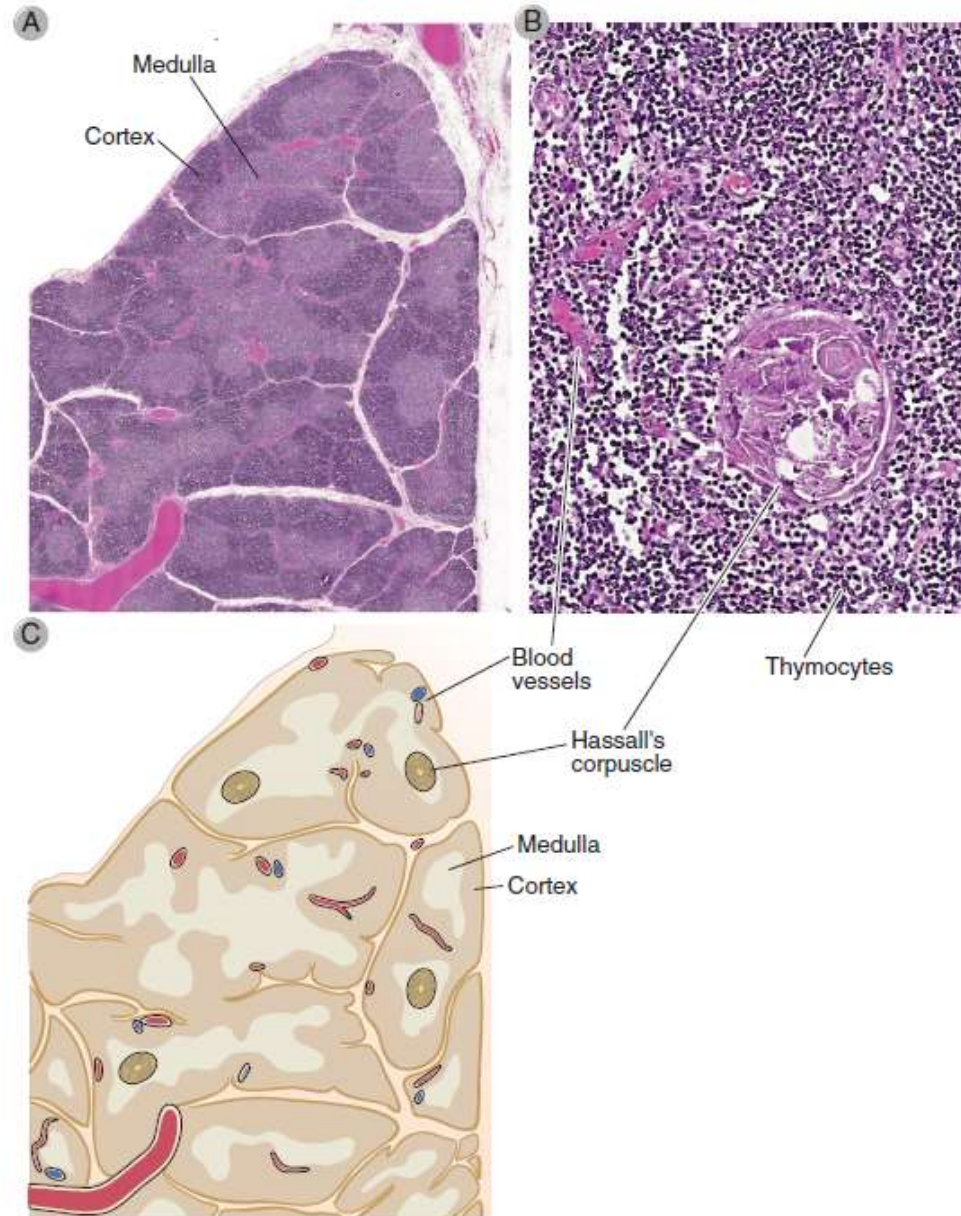 A
B
Medulla
Cortex
C
Blood
vessels
Thymocytes
Hassall's
corpuscle
Medulla
Cortex